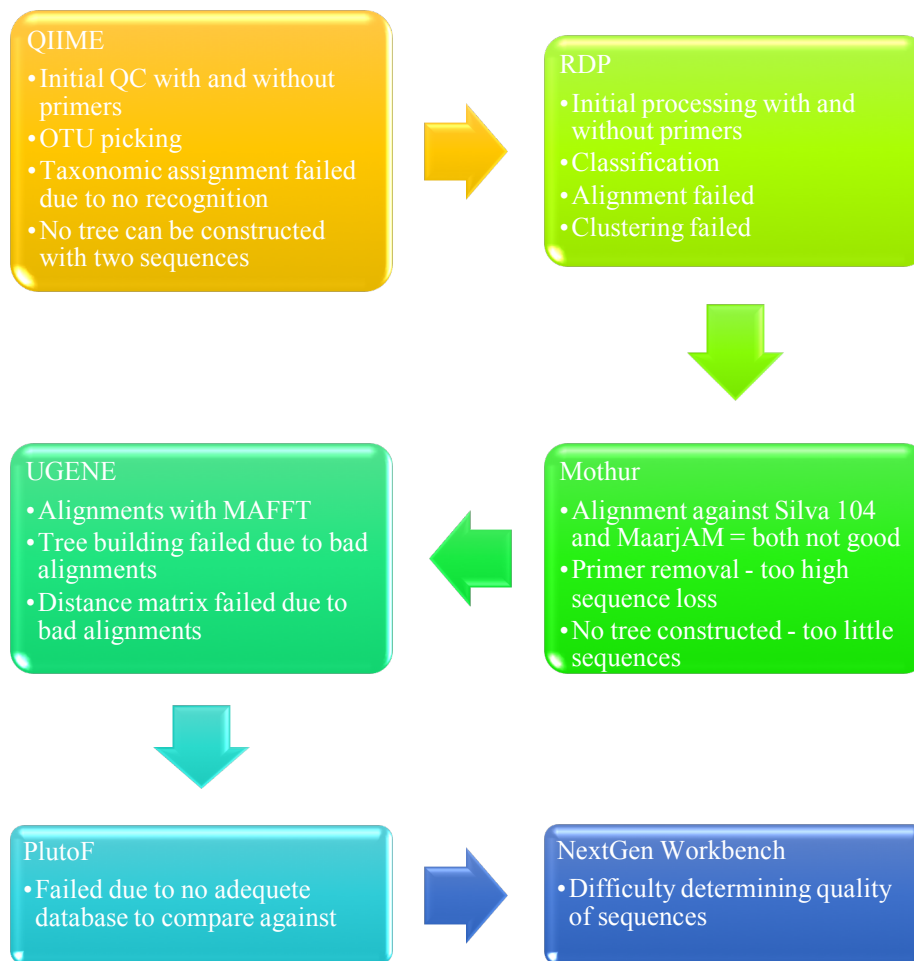 QIIME
•Initial QC with and without
primers
•OTU picking
•Taxonomic assignment failed
due to no recognition
•No tree can be constructed
with two sequences
RDP
•Initial processing with and
without primers
•Classification
•Alignment failed
•Clustering failed
Mothur
•Alignment against Silva 104
and MaarjAM = both not good
•Primer removal - too high
sequence loss
•No tree constructed - too little
sequences
UGENE
•Alignments with MAFFT
•Tree building failed due to bad
alignments
•Distance matrix failed due to
bad alignments
PlutoF
•Failed due to no adequete
database to compare against
NextGen Workbench
•Difficulty determining quality
of sequences